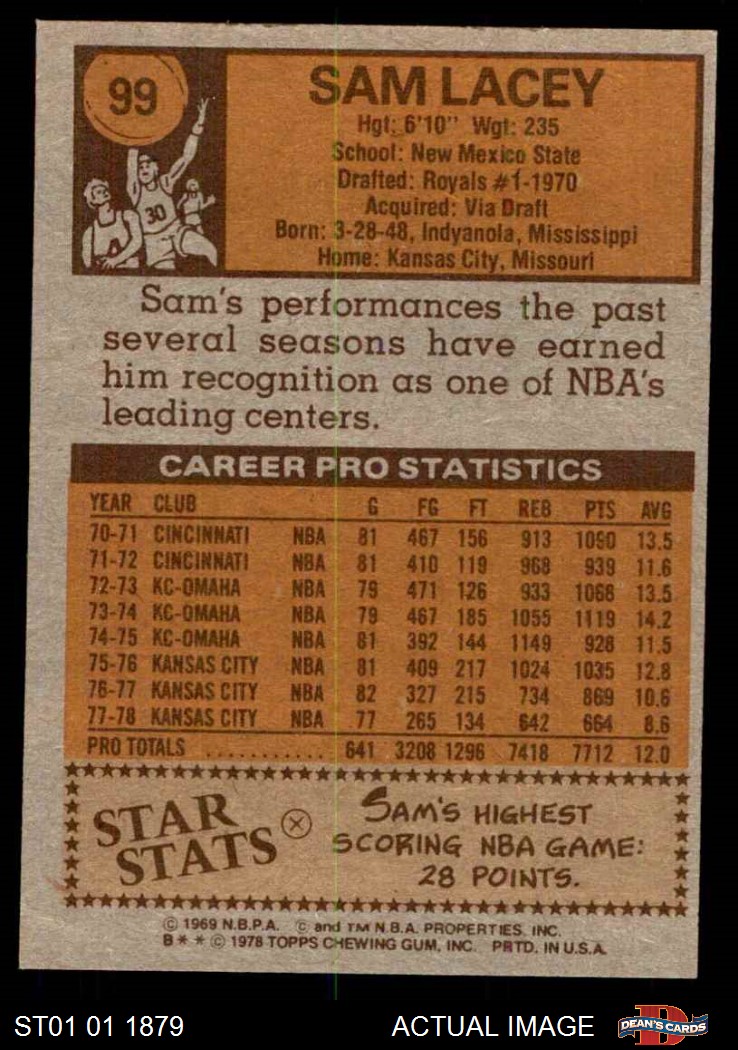 99
SAM LACEY
Hgt: 6'10" Wgt: 235
School: New Mexico State
Drafted: Royals #1-1970
Acquired: Via Draft
Born: 3-28-48, Indyanola, Mississippi
Home: Kansas City, Missouri
30
Sam's performances the past
several seasons have earned
him recognition as one of NBA's
leading centers.
CAREER PRO STATISTICS
YEAR CLUB G FG FT REB PTS AVG
70-71 CINCINNATI NBA 81 467 156 913 1090 13.5
71-72 CINCINNATI NBA 81 410 119 968 939 11.6
72-73 KC-OMAHA NBA 79 471 126 933 1068 13.5
73-74 KC-OMAHA NBA 79 467 185 1055 1119 14.2
74-75 KC-OMAHA NBA 81 392 144 1149 928 11.5
75-76 KANSAS CITY NBA 81 409 217 1024 1035 12.8
76-77 KANSAS CITY NBA 82 327 215 734 869 10.6
77-78 KANSAS CITY NBA 77 265 134 642 664 8.6
PRO TOTALS ........... 641 3208 1296 7418 7712 12.0
STAR
STATS
SAM'S HIGHEST
SCORING NBA GAME:
28 POINTS.
© 1969 N.B.P.A. © and TM N.B.A. PROPERTIES, INC.
B * * © 1978 TOPPS CHEWING GUM, INC. PRTD. IN U.S.A.
ST01 01 1879
ACTUAL IMAGE
DEAN'S CARDS